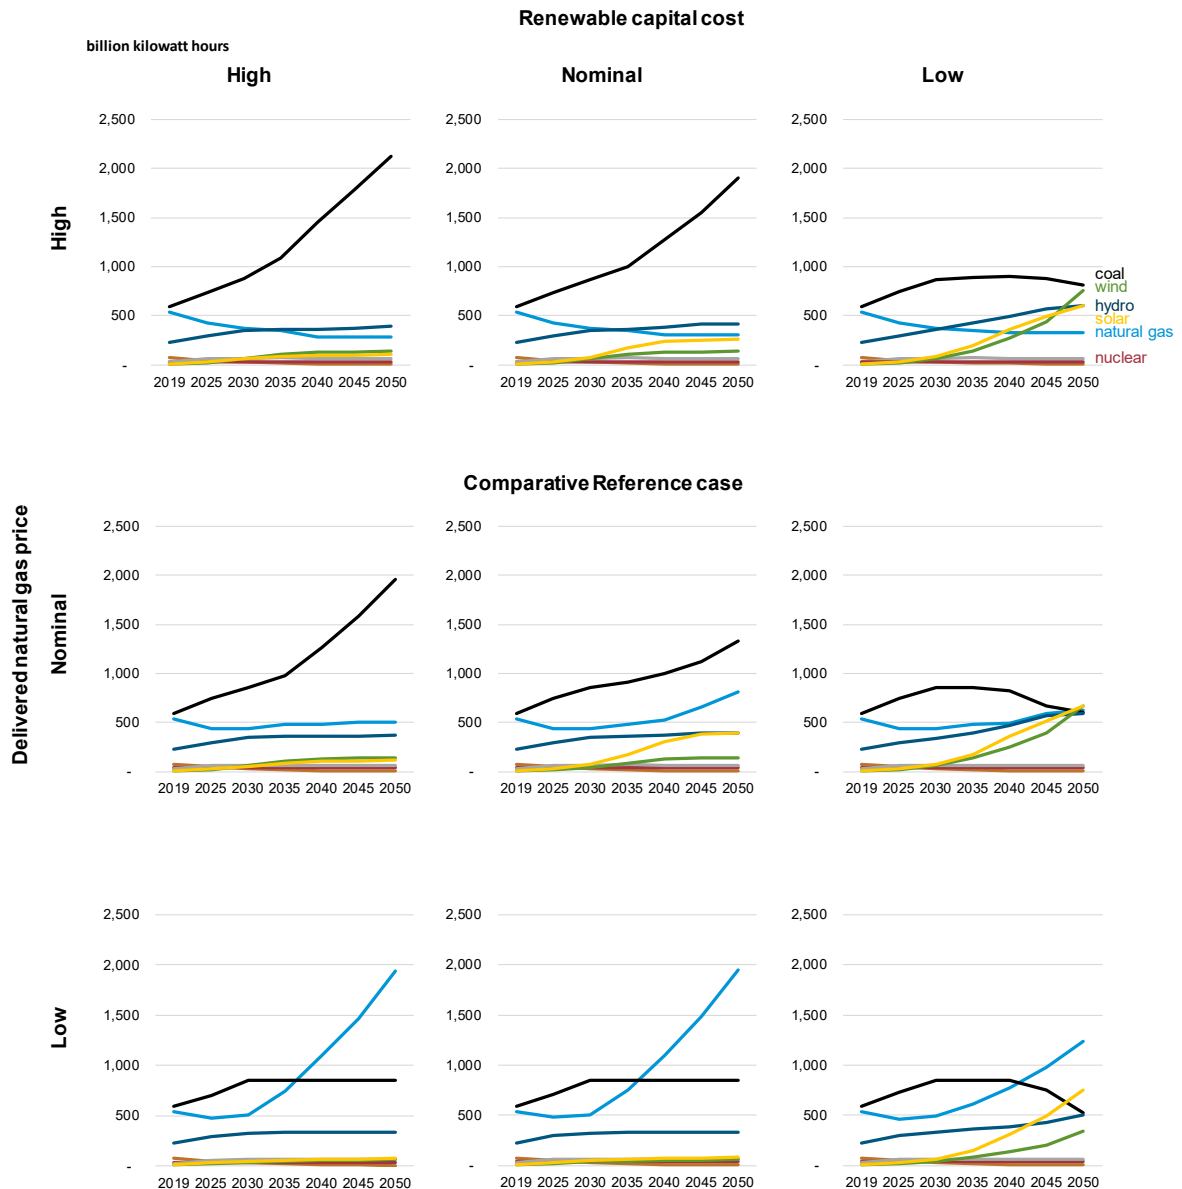 Renewable capital cost
billion kilowatt hours
High
Nominal
Low
Delivered natural gas price
High
2,500
2,000
1,500
1,000
500
-
2019 2025 2030 2035 2040 2045 2050
2,500
2,000
1,500
1,000
500
-
2019 2025 2030 2035 2040 2045 2050
2,500
2,000
1,500
1,000
500
-
2019 2025 2030 2035 2040 2045 2050
coal
wind
hydro
solar
natural gas
nuclear
Comparative Reference case
Nominal
2,500
2,000
1,500
1,000
500
-
2019 2025 2030 2035 2040 2045 2050
2,500
2,000
1,500
1,000
500
-
2019 2025 2030 2035 2040 2045 2050
2,500
2,000
1,500
1,000
500
-
2019 2025 2030 2035 2040 2045 2050
Low
2,500
2,000
1,500
1,000
500
-
2019 2025 2030 2035 2040 2045 2050
2,500
2,000
1,500
1,000
500
-
2019 2025 2030 2035 2040 2045 2050
2,500
2,000
1,500
1,000
500
-
2019 2025 2030 2035 2040 2045 2050